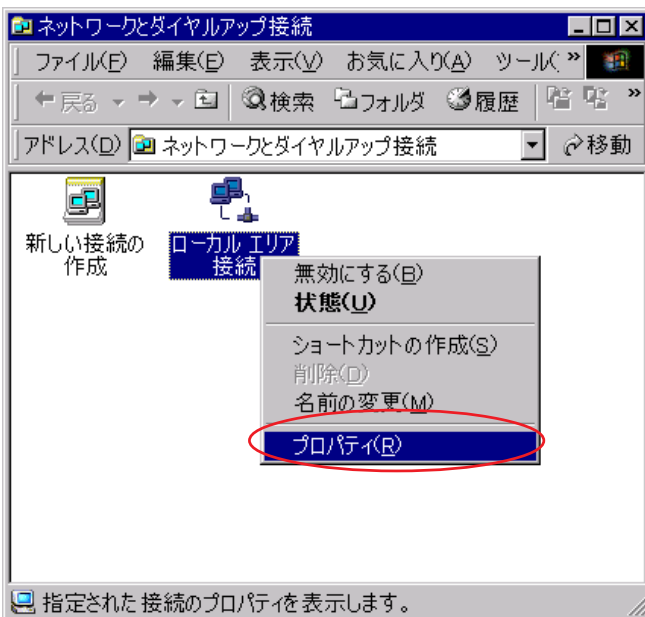 ネットワークとダイヤルアップ接続
ファイル(F) 編集(E) 表示(V) お気に入り(A) ツール( »
戻る 検索 フォルダ 履歴 »
アドレス(D) ネットワークとダイヤルアップ接続 移動
新しい接続の
作成
ローカル エリア
接続
無効にする(B)
状態(U)
ショートカットの作成(S)
削除(D)
名前の変更(M)
プロパティ(R)
指定された接続のプロパティを表示します。